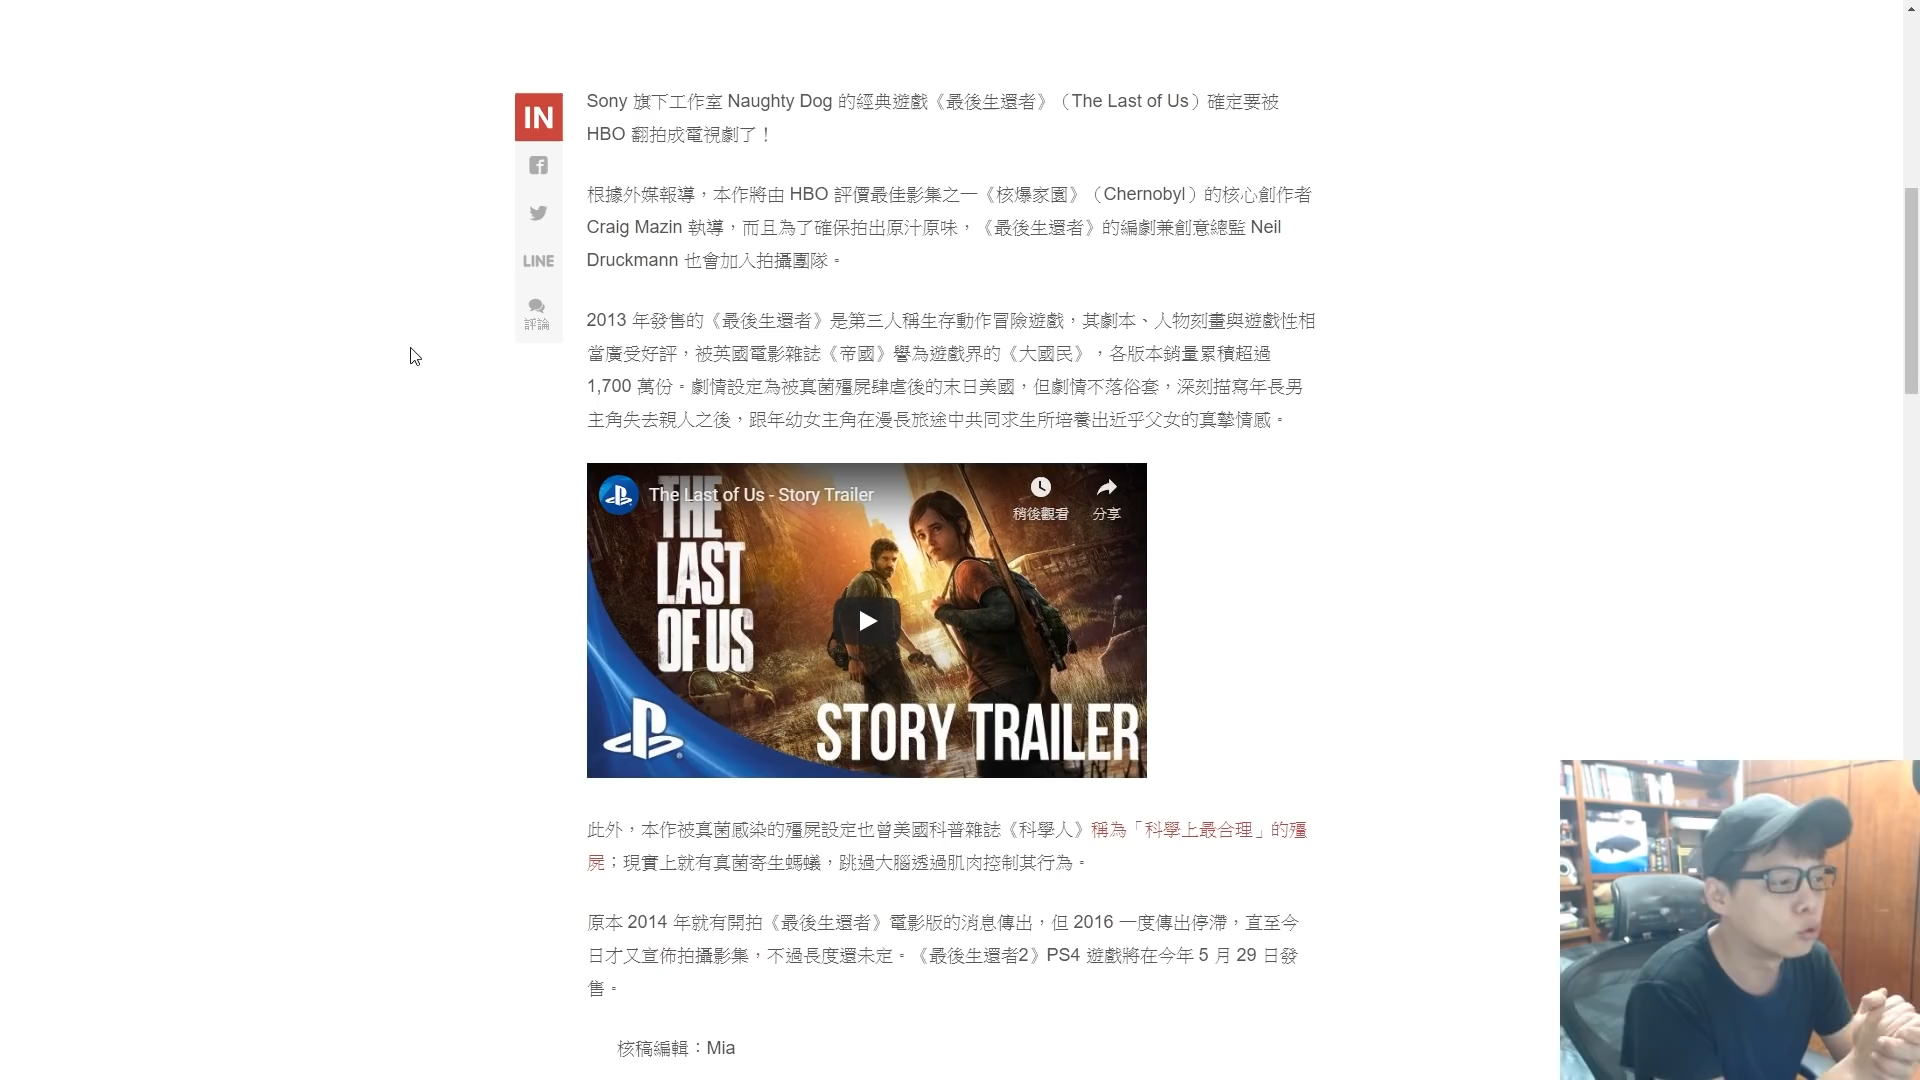 IN
LINE
評論
Sony 旗下工作室 Naughty Dog 的經典遊戲《最後生還者》（The Last of Us）確定要被
HBO 翻拍成電視劇了！
根據外媒報導，本作將由 HBO 評價最佳影集之一《核爆家園》（Chernobyl）的核心創作者
Craig Mazin 執導，而且為了確保拍出原汁原味，《最後生還者》的編劇兼創意總監 Neil
Druckmann 也會加入拍攝團隊。
2013 年發售的《最後生還者》是第三人稱生存動作冒險遊戲，其劇本、人物刻畫與遊戲性相
當廣受好評，被英國電影雜誌《帝國》譽為遊戲界的《大國民》，各版本銷量累積超過
1,700 萬份。劇情設定為被真菌殭屍肆虐後的末日美國，但劇情不落俗套，深刻描寫年長男
主角失去親人之後，跟年幼女主角在漫長旅途中共同求生所培養出近乎父女的真摯情感。
The Last of Us - Story Trailer
稍後觀看
分享
THE
LAST
OF US
STORY TRAILER
此外，本作被真菌感染的殭屍設定也曾美國科普雜誌《科學人》稱為「科學上最合理」的殭
屍；現實上就有真菌寄生螞蟻，跳過大腦透過肌肉控制其行為。
原本 2014 年就有開拍《最後生還者》電影版的消息傳出，但 2016 一度傳出停滯，直至今
日才又宣佈拍攝影集，不過長度還未定。《最後生還者2》PS4 遊戲將在今年 5 月 29 日發
售。
核稿編輯：Mia